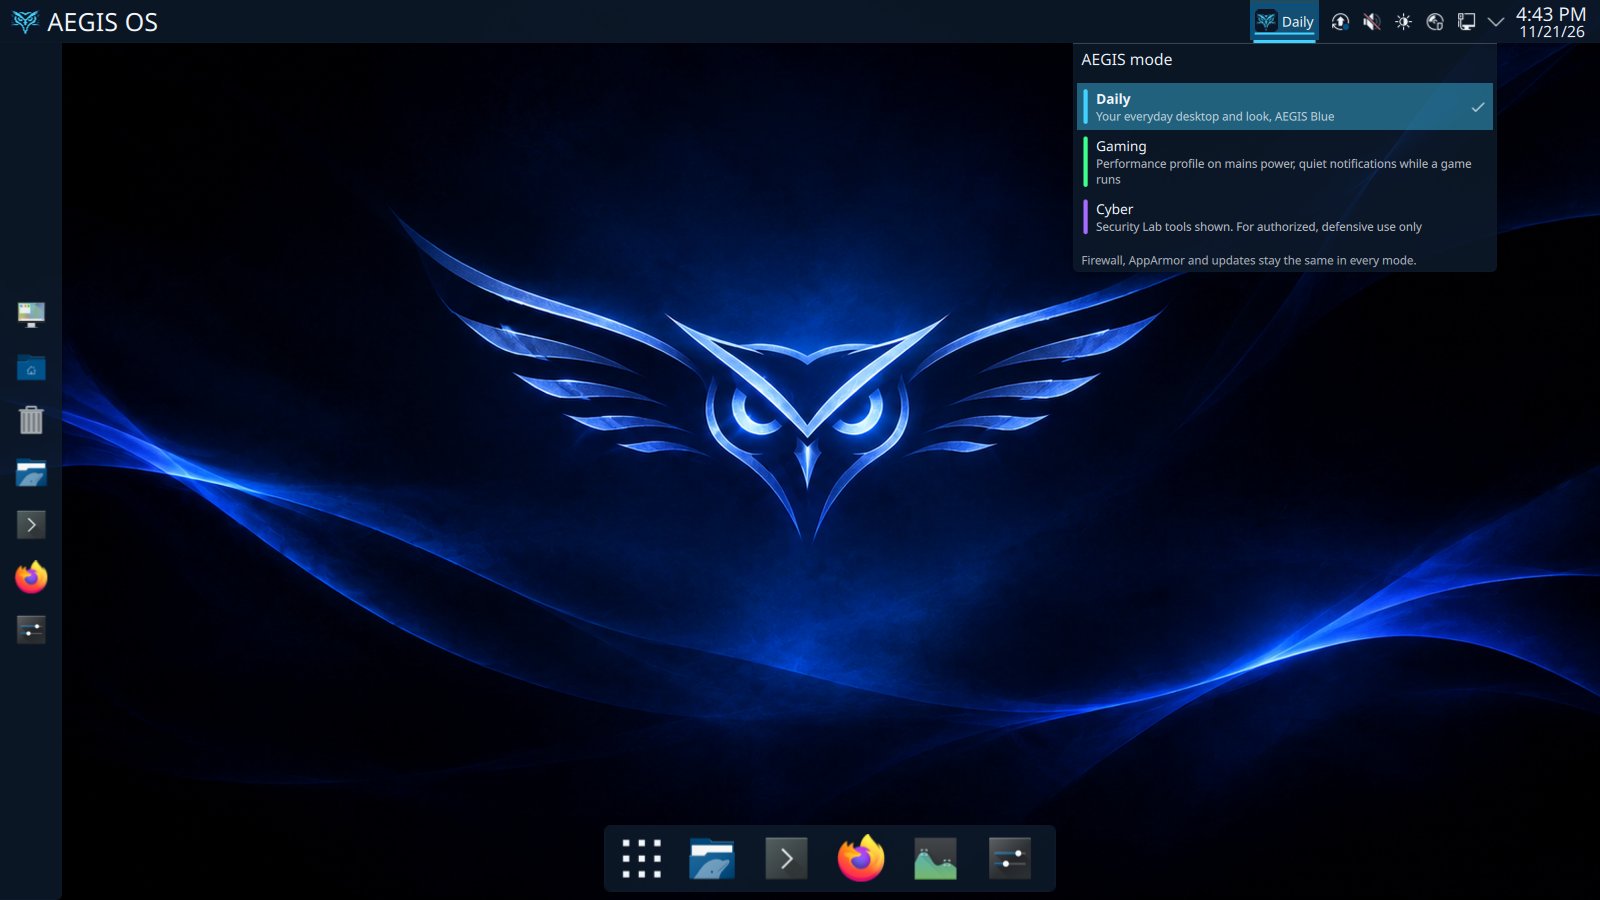 AEGIS OS
Daily
4:43 PM
11/21/26
AEGIS mode
Daily
Your everyday desktop and look, AEGIS Blue
Gaming
Performance profile on mains power, quiet notifications while a game
runs
Cyber
Security Lab tools shown. For authorized, defensive use only
Firewall, AppArmor and updates stay the same in every mode.